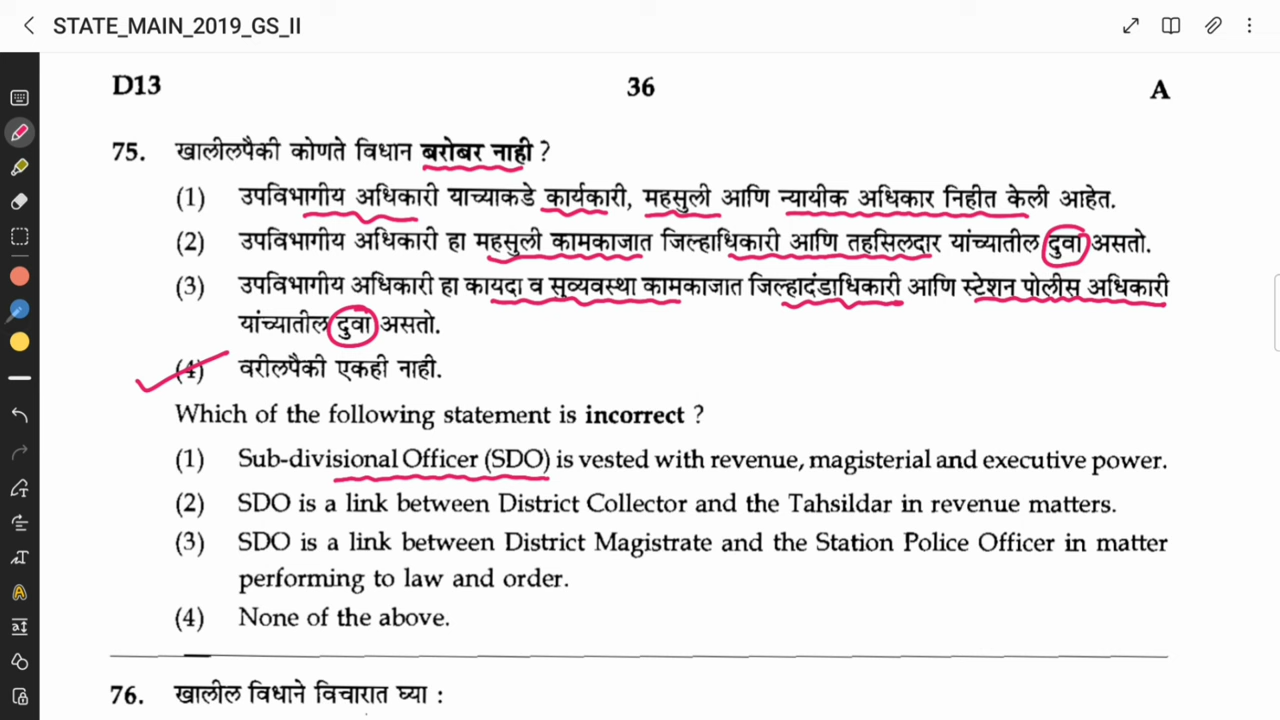 STATE_MAIN_2019_GS_II
D13 36 A
75. खालीलपैकी कोणते विधान बरोबर नाही ?
(1) उपविभागीय अधिकारी याच्याकडे कार्यकारी, महसुली आणि न्यायीक अधिकार निहीत केली आहेत.
(2) उपविभागीय अधिकारी हा महसुली कामकाजात जिल्हाधिकारी आणि तहसिलदार यांच्यातील दुवा असतो.
(3) उपविभागीय अधिकारी हा कायदा व सुव्यवस्था कामकाजात जिल्हादंडाधिकारी आणि स्टेशन पोलीस अधिकारी
यांच्यातील दुवा असतो.
(4) वरीलपैकी एकही नाही.
Which of the following statement is incorrect ?
(1) Sub-divisional Officer (SDO) is vested with revenue, magisterial and executive power.
(2) SDO is a link between District Collector and the Tahsildar in revenue matters.
(3) SDO is a link between District Magistrate and the Station Police Officer in matter
performing to law and order.
(4) None of the above.
76. खालील विधाने विचारात घ्या :